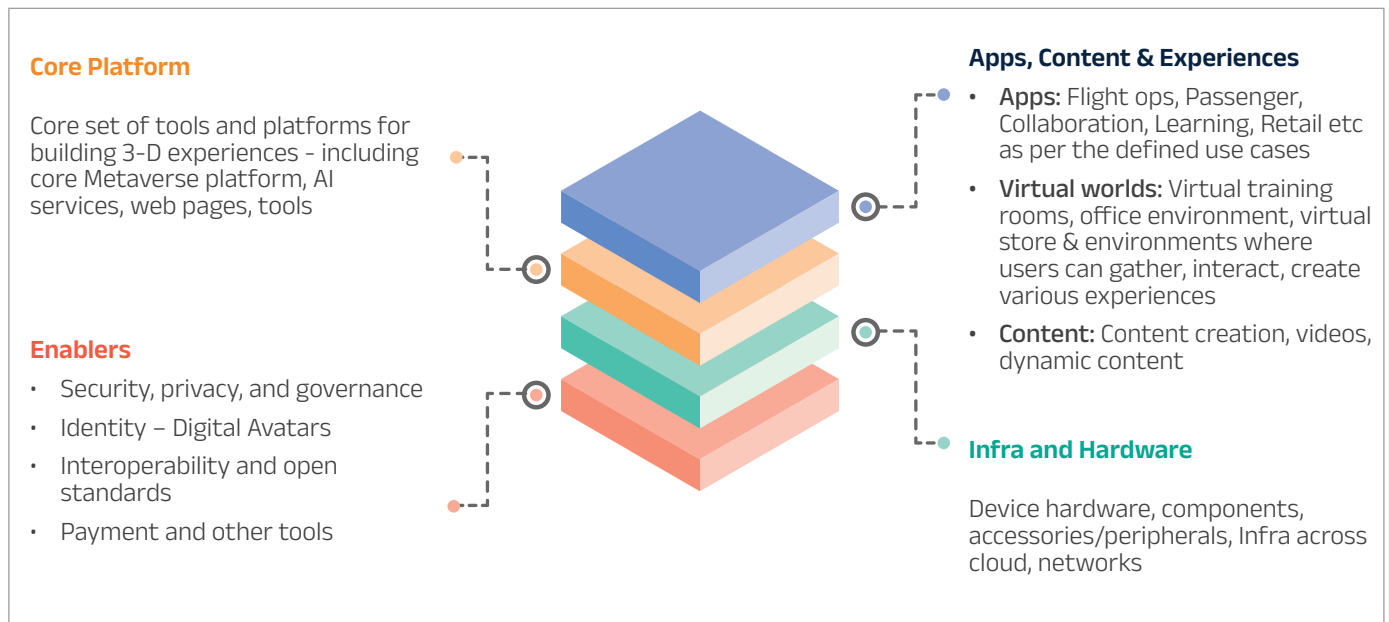 Core Platform
Core set of tools and platforms for
building 3-D experiences - including
core Metaverse platform, AI
services, web pages, tools
Enablers
• Security, privacy, and governance
• Identity – Digital Avatars
• Interoperability and open
standards
• Payment and other tools
Apps, Content & Experiences
• Apps: Flight ops, Passenger,
Collaboration, Learning, Retail etc
as per the defined use cases
• Virtual worlds: Virtual training
rooms, office environment, virtual
store & environments where
users can gather, interact, create
various experiences
• Content: Content creation, videos,
dynamic content
Infra and Hardware
Device hardware, components,
accessories/peripherals, Infra across
cloud, networks